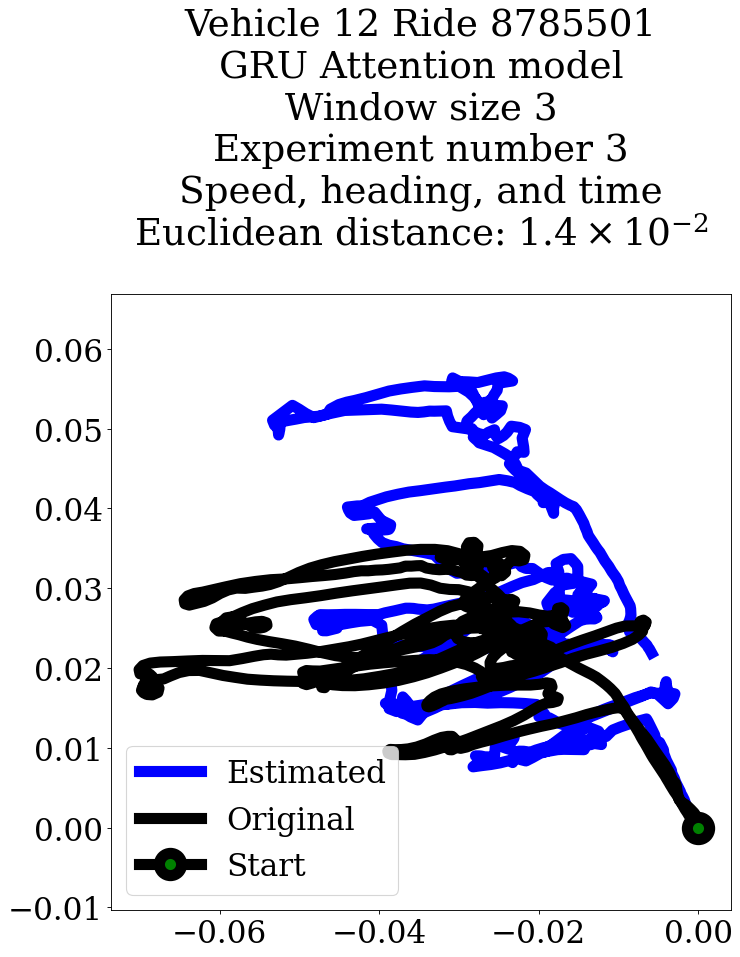 Vehicle 12 Ride 8785501
GRU Attention model
Window size 3
Experiment number 3
Speed, heading, and time
Euclidean distance: 1.4 × 10⁻²
0.06
0.05
0.04
0.03
0.02
0.01
0.00
−0.01
Estimated
Original
Start
−0.06
−0.04
−0.02
0.00